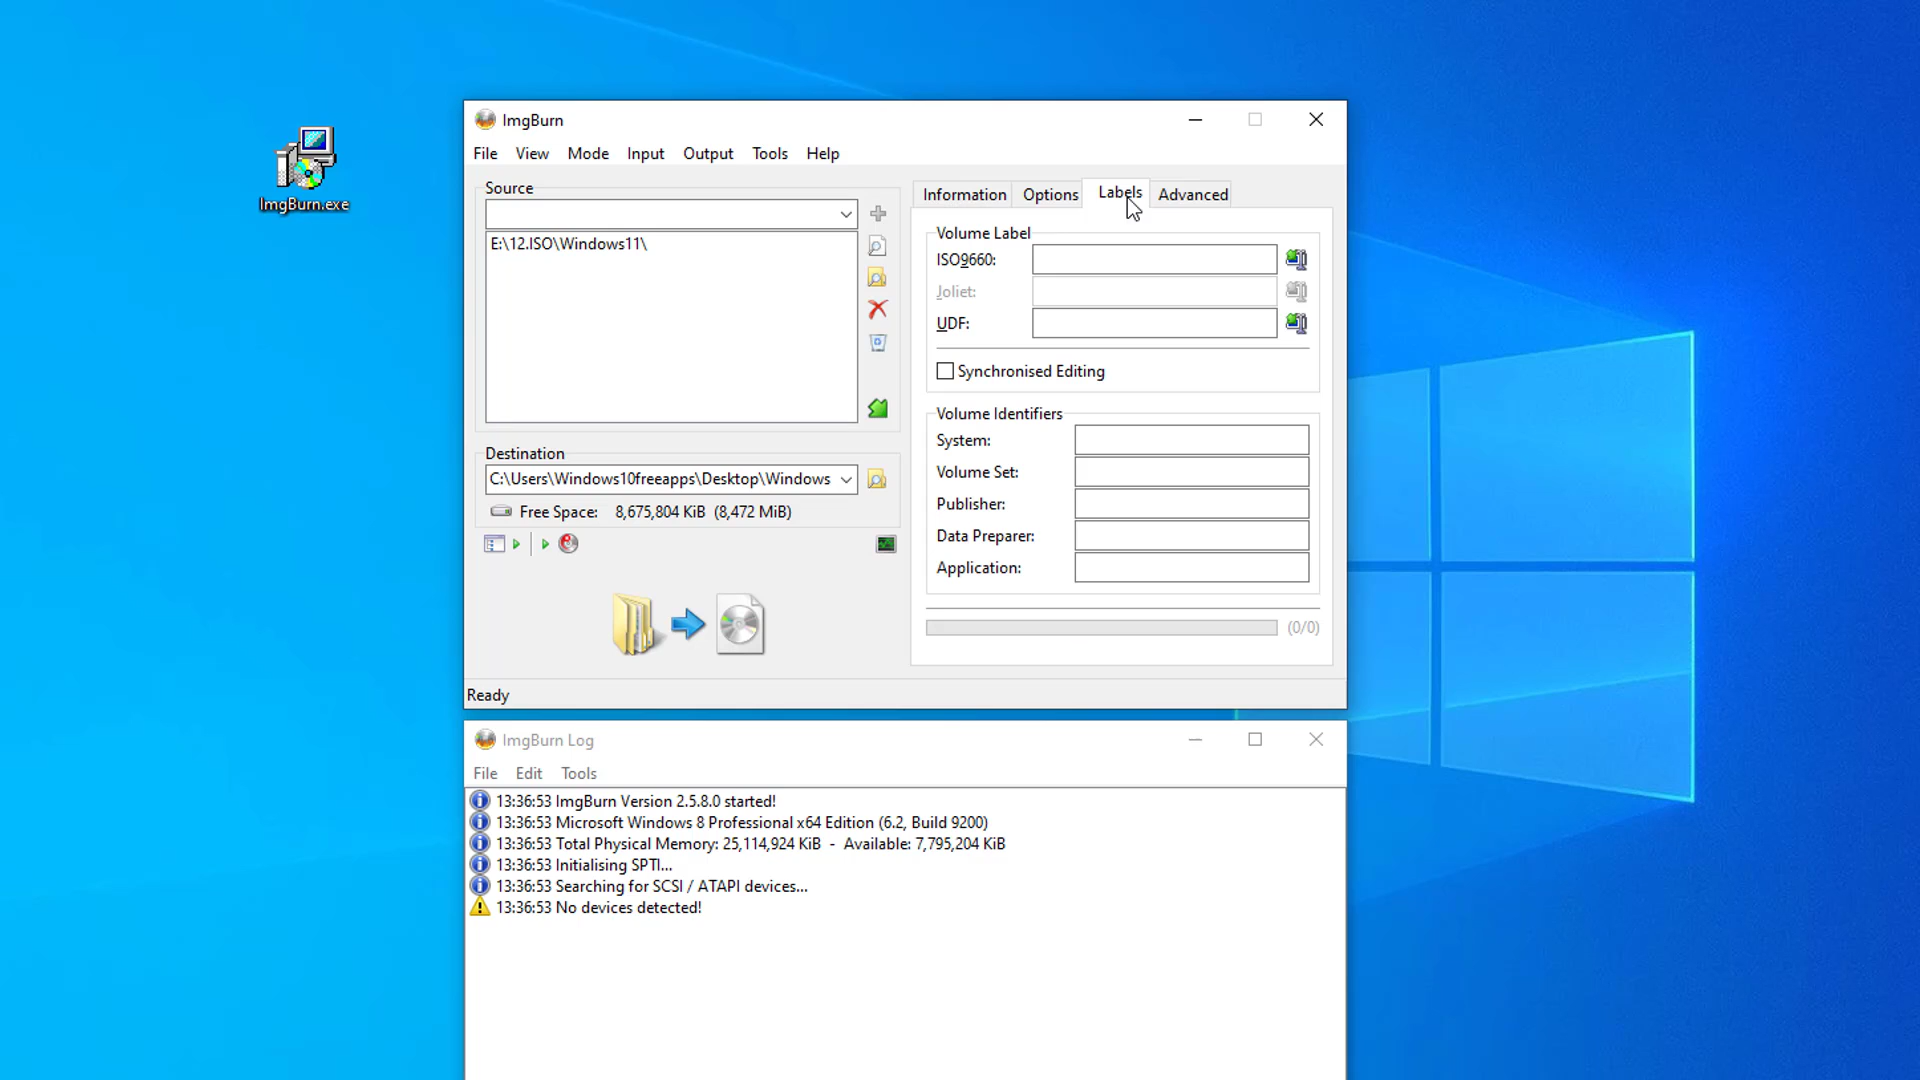 ImgBurn.exe
ImgBurn
File View Mode Input Output Tools Help
Source
E:\12.ISO\Windows11\
Destination
C:\Users\Windows10freeapps\Desktop\Windows
Free Space: 8,675,804 KiB (8,472 MiB)
Information Options Labels Advanced
Volume Label
ISO9660:
Joliet:
UDF:
Synchronised Editing
Volume Identifiers
System:
Volume Set:
Publisher:
Data Preparer:
Application:
(0/0)
Ready
ImgBurn Log
File Edit Tools
13:36:53 ImgBurn Version 2.5.8.0 started!
13:36:53 Microsoft Windows 8 Professional x64 Edition (6.2, Build 9200)
13:36:53 Total Physical Memory: 25,114,924 KiB - Available: 7,795,204 KiB
13:36:53 Initialising SPTI...
13:36:53 Searching for SCSI / ATAPI devices...
13:36:53 No devices detected!